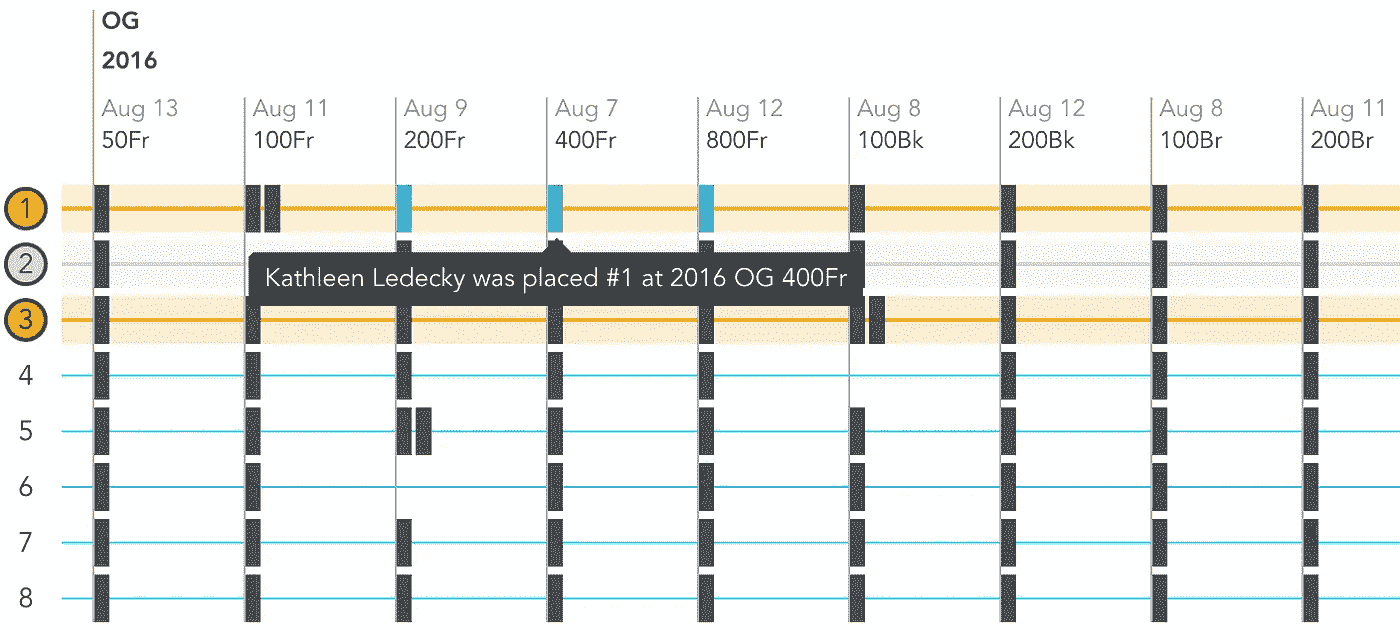 OG
2016
Aug 13 Aug 11 Aug 9 Aug 7 Aug 12 Aug 8 Aug 12 Aug 8 Aug 11
50Fr 100Fr 200Fr 400Fr 800Fr 100Bk 200Bk 100Br 200Br
1
2
Kathleen Ledecky was placed #1 at 2016 OG 400Fr
3
4
5
6
7
8